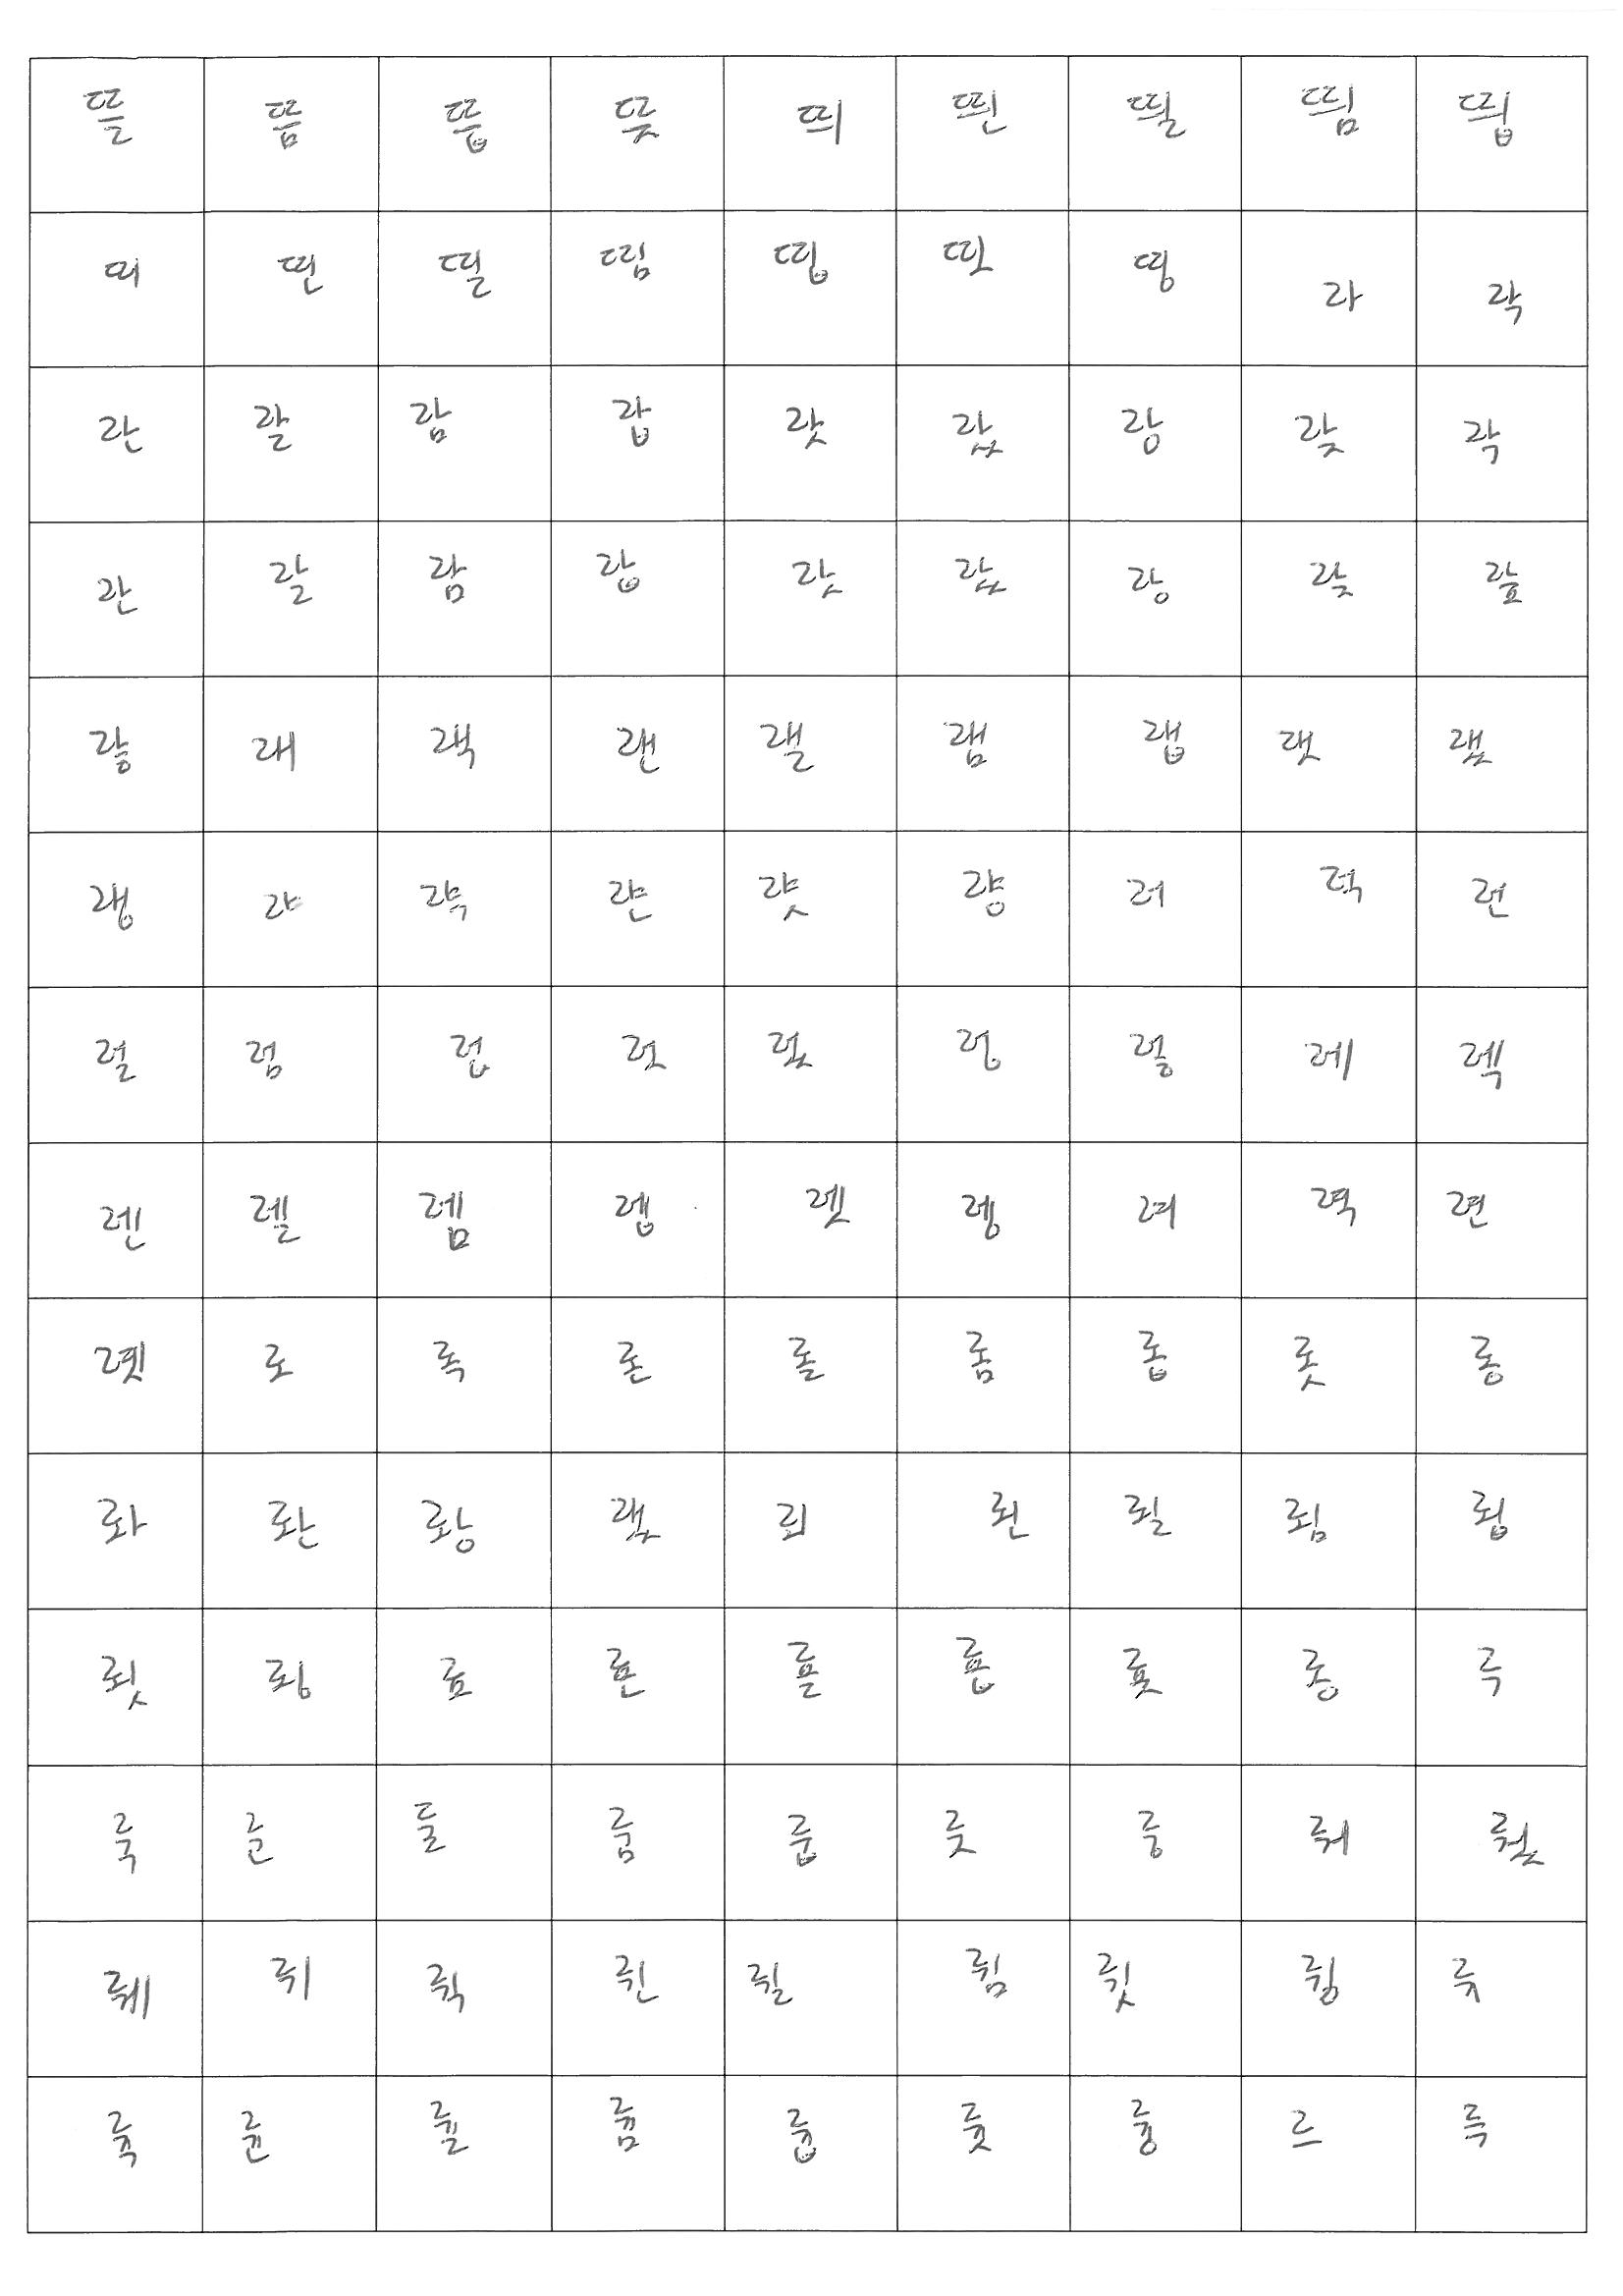 뜰 뜸 뜹 뜻 띄 띈 띌 띔 띕
띠 띤 띨 띰 띱 띳 띵 라 락
란 랄 람 랍 랏 랐 랑 랒 락
란 랄 람 랍 랏 랐 랑 랒 랖
랗 래 랙 랜 랠 램 랩 랫 랬
랭 랴 략 랸 럇 량 러 럭 런
럴 럼 럽 럿 렀 렁 렇 레 렉
렌 렐 렘 렙 렛 렝 려 력 련
롓 로 록 론 롤 롬 롭 롯 롱
롸 롼 뢍 뢨 뢰 뢴 뢸 룀 룁
룃 룅 료 룐 룔 룝 룟 룡 루
룩 룬 룰 룸 룹 룻 룽 뤄 뤘
뤠 뤼 뤽 륀 륄 륌 륏 륑 류
륙 륜 률 륨 륩 륫 륭 르 륵